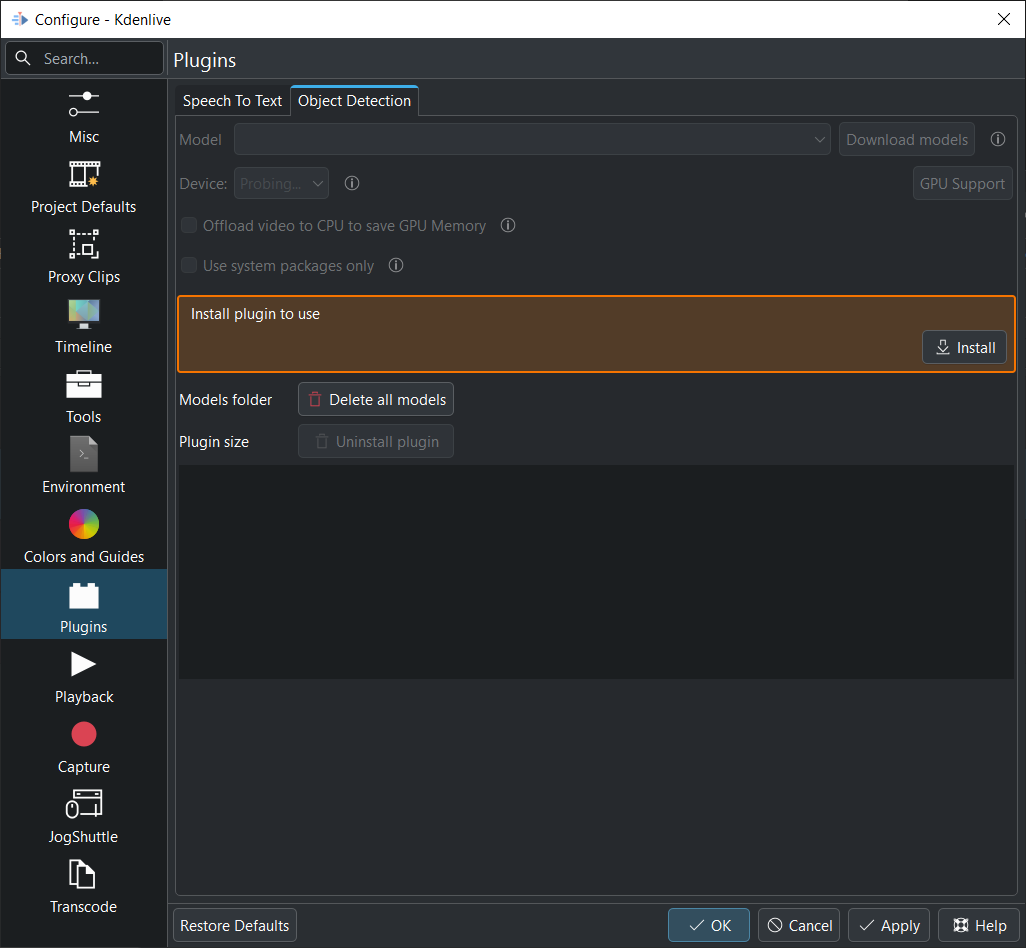 Configure - Kdenlive
Search...
Plugins
Misc
Project Defaults
Proxy Clips
Timeline
Tools
Environment
Colors and Guides
Plugins
Playback
Capture
JogShuttle
Transcode
Speech To Text Object Detection
Model Download models
Device: Probing... GPU Support
Offload video to CPU to save GPU Memory
Use system packages only
Install plugin to use
Install
Models folder Delete all models
Plugin size Uninstall plugin
Restore Defaults OK Cancel Apply Help